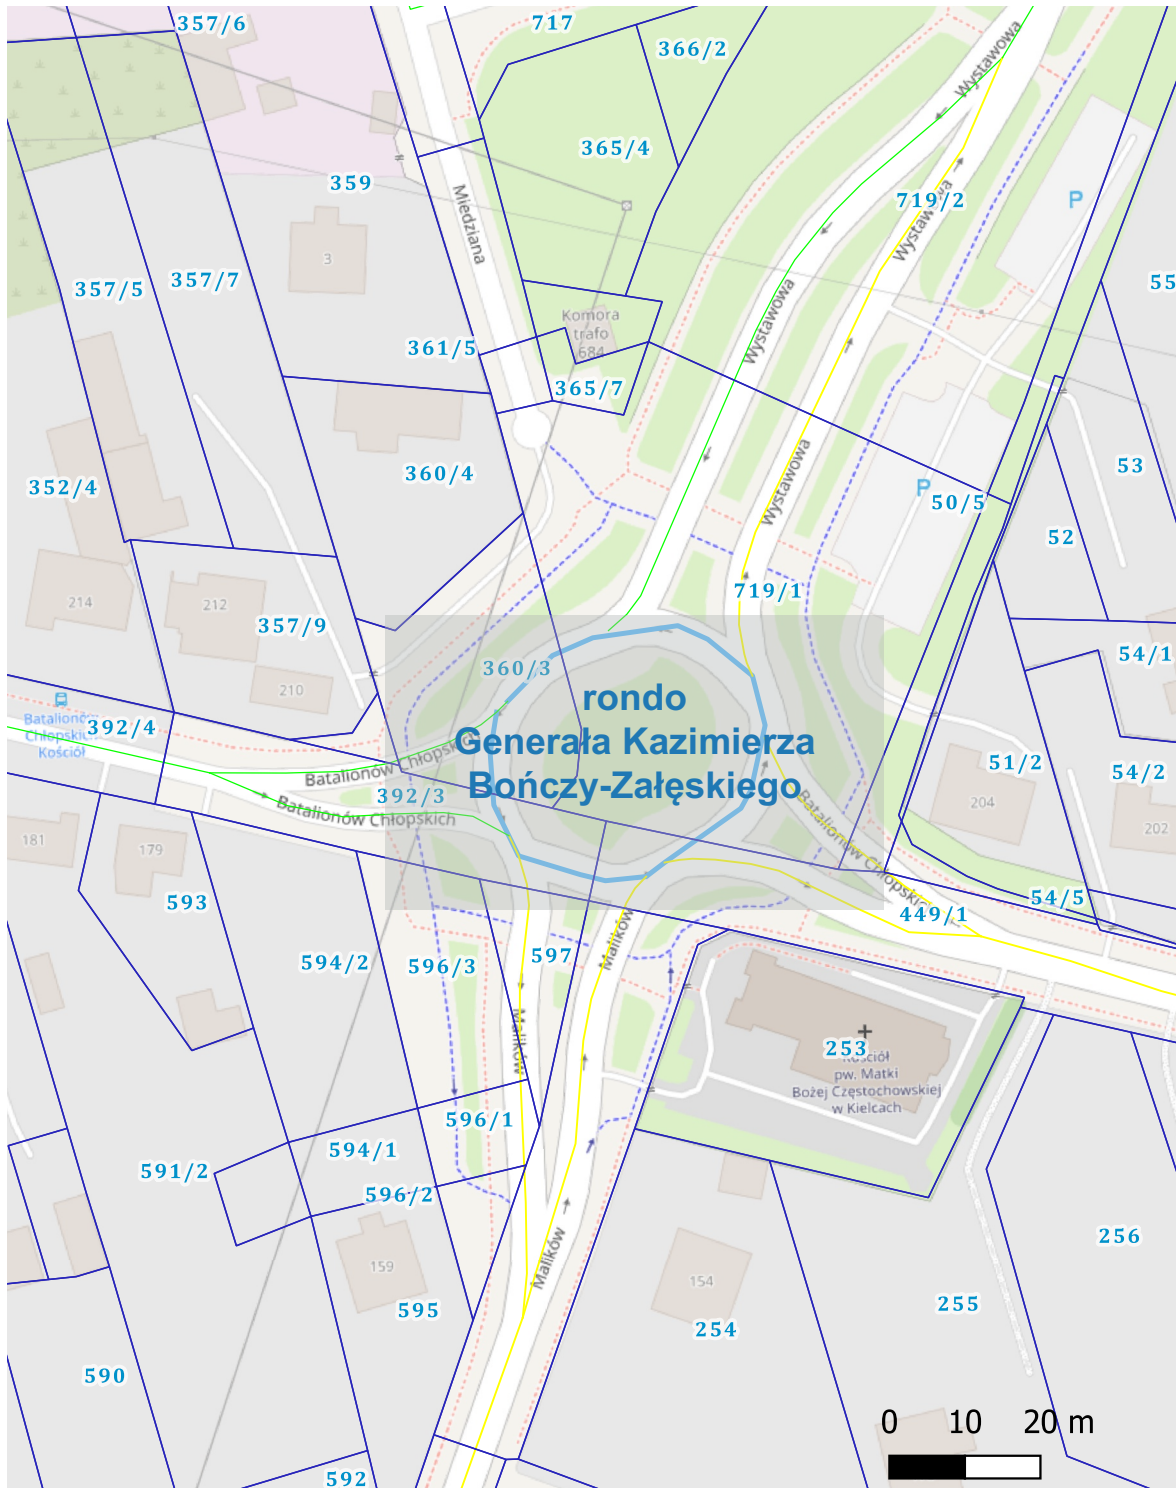 357/6
717
366/2
Wystawowa
365/4
359
Miedziana
719/2
Wystawowa
P
3
357/5
357/7
55
Komora
trafo
684
Wystawowa
361/5
365/7
360/4
53
352/4
Wystawowa
P
50/5
52
214
212
719/1
357/9
54/1
360/3
210
rondo
Generała Kazimierza
Bończy-Załęskiego
Batalionów
Chłopskich
Kościół
392/4
51/2
54/2
Batalionów Chłopskich
392/3
Batalionów Chłopskich
Batalionów Chłopskich
204
202
181
179
593
54/5
449/1
594/2
596/3
597
Malików
Malików
253
Kościół
pw. Matki
Bożej Częstochowskiej
w Kielcach
596/1
594/1
591/2
596/2
256
Malików
159
154
595
255
254
590
0 10 20 m
592